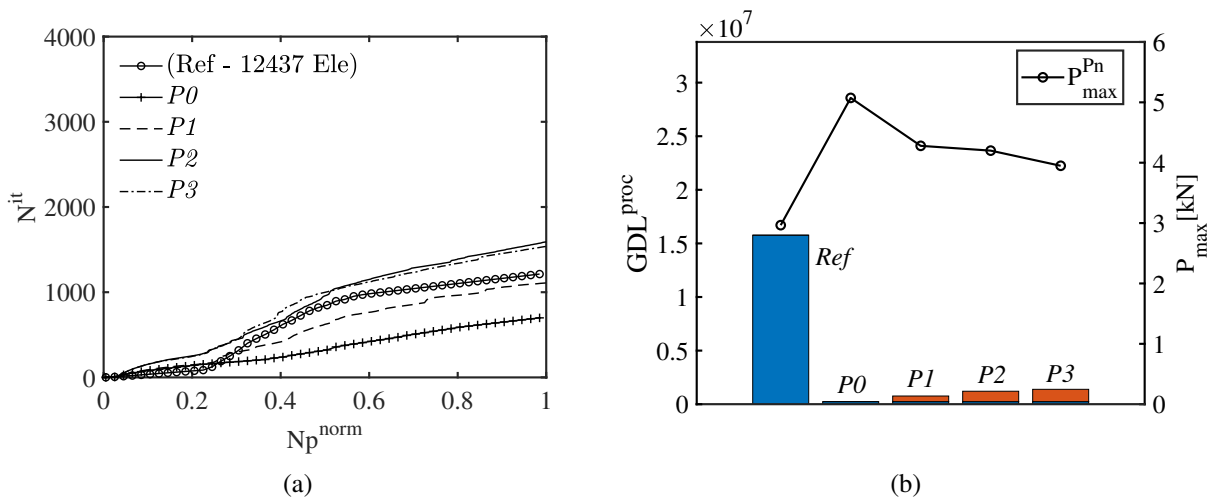 4000
3000
2000
1000
0
N^it
(Ref - 12437 Ele)
P0
P1
P2
P3
0
0.2
0.4
0.6
0.8
1
Np^norm
(a)
×10^7
3
2.5
2
1.5
1
0.5
0
GDL^proc
P_max^Pn
Ref
P0
P1
P2
P3
6
5
4
3
2
1
0
P_max[kN]
(b)